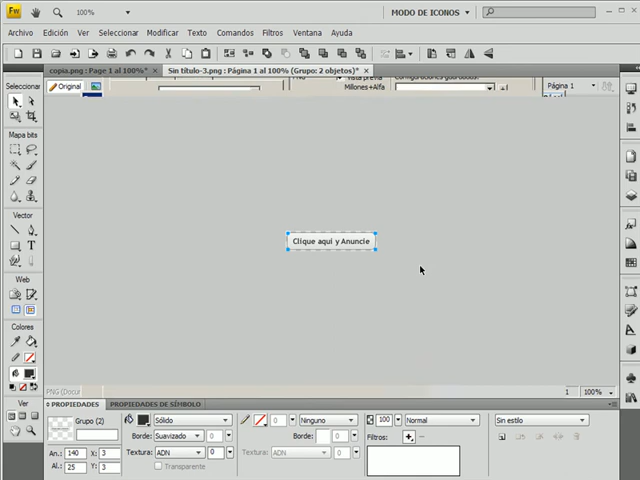 Fw
100%
MODO DE ICONOS
Archivo Edición Ver Seleccionar Modificar Texto Comandos Filtros Ventana Ayuda
copia.png : Page 1 al 100%* × Sin título-3.png : Página 1 al 100% (Grupo: 2 objetos)* ×
Seleccionar
Original
Millones+Alfa
Página 1
Mapa bits
Vector
T
Web
Colores
Ver
Clique aqui y Anuncie
PNG (Docu
1 100%
PROPIEDADES PROPIEDADES DE SÍMBOLO
Grupo (2)
An.: 140 X: 3
Al.: 25 Y: 3
Sólido
Borde: Suavizado 0
Textura: ADN 0
Transparente
0 Ninguno
Borde: 0
Textura: ADN 0
100 Normal
Filtros:
Sin estilo